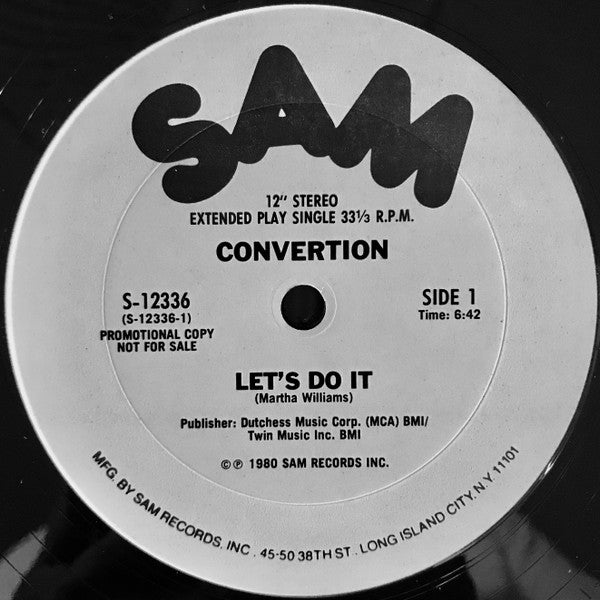 SAM
12" STEREO
EXTENDED PLAY SINGLE 33⅓ R.P.M.
CONVERTION
S-12336
(S-12336-1)
PROMOTIONAL COPY
NOT FOR SALE
SIDE 1
Time: 6:42
LET'S DO IT
(Martha Williams)
Publisher: Dutchess Music Corp. (MCA) BMI/
Twin Music Inc. BMI
© ℗ 1980 SAM RECORDS INC.
MFG. BY SAM RECORDS, INC. 45-50 38TH ST., LONG ISLAND CITY, N.Y. 11101